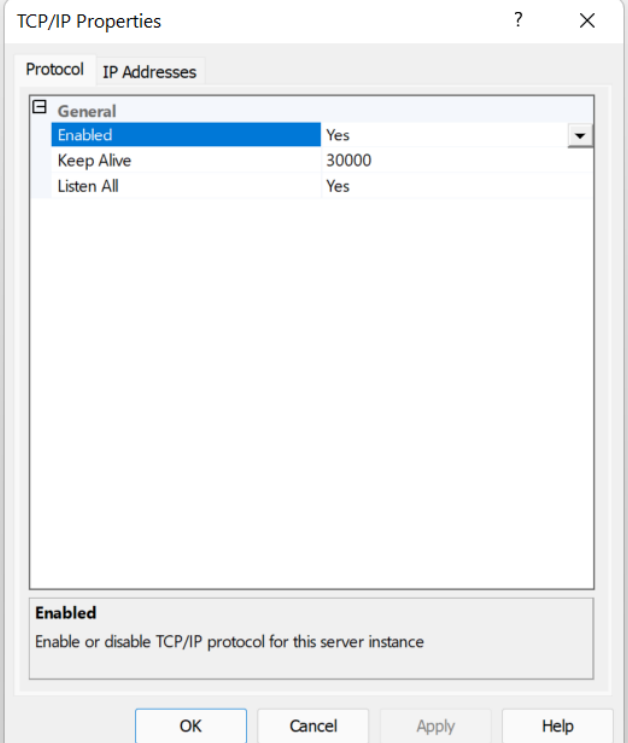 TCP/IP Properties ?
Protocol IP Addresses
General
Enabled Yes
Keep Alive 30000
Listen All Yes
Enabled
Enable or disable TCP/IP protocol for this server instance
OK Cancel Apply Help